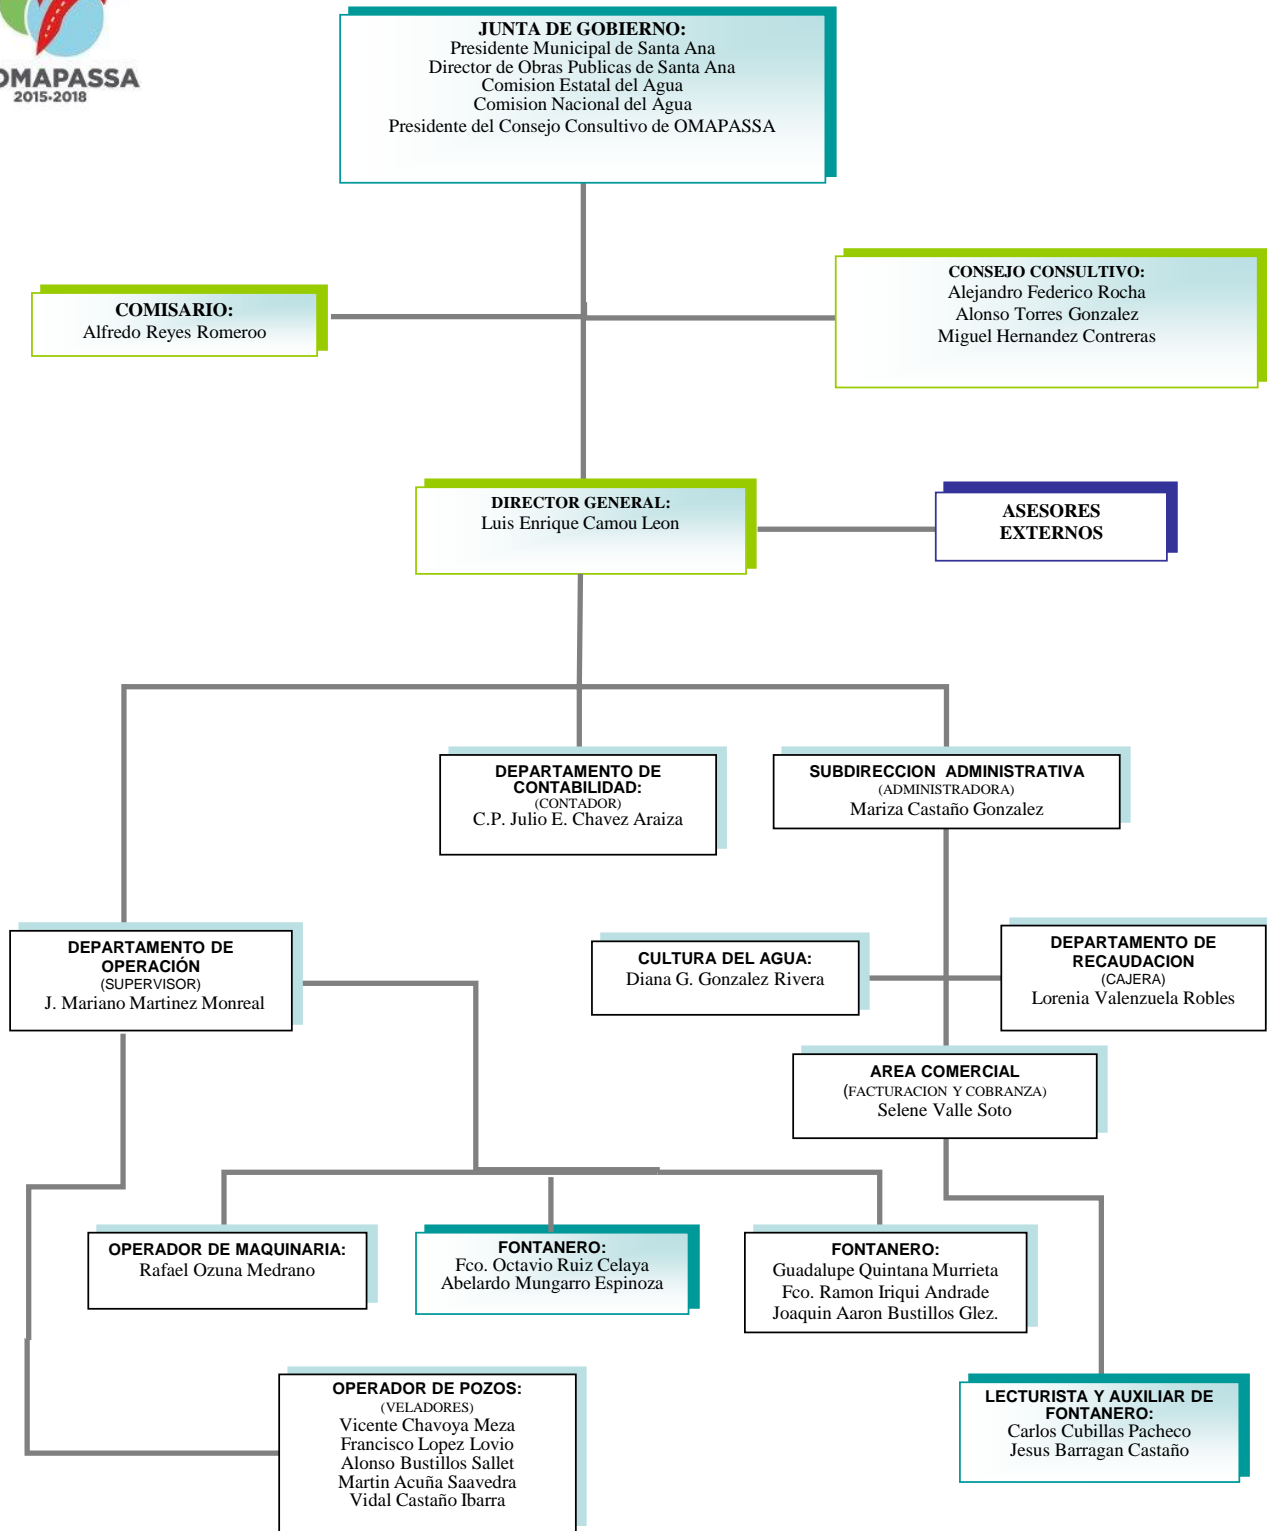 OMAPASSA
2015-2018
JUNTA DE GOBIERNO:
Presidente Municipal de Santa Ana
Director de Obras Publicas de Santa Ana
Comision Estatal del Agua
Comision Nacional del Agua
Presidente del Consejo Consultivo de OMAPASSA
COMISARIO:
Alfredo Reyes Romeroo
CONSEJO CONSULTIVO:
Alejandro Federico Rocha
Alonso Torres Gonzalez
Miguel Hernandez Contreras
DIRECTOR GENERAL:
Luis Enrique Camou Leon
ASESORES
EXTERNOS
DEPARTAMENTO DE
CONTABILIDAD:
(CONTADOR)
C.P. Julio E. Chavez Araiza
SUBDIRECCION ADMINISTRATIVA
(ADMINISTRADORA)
Mariza Castaño Gonzalez
DEPARTAMENTO DE
OPERACIÓN
(SUPERVISOR)
J. Mariano Martinez Monreal
CULTURA DEL AGUA:
Diana G. Gonzalez Rivera
DEPARTAMENTO DE
RECAUDACION
(CAJERA)
Lorenia Valenzuela Robles
AREA COMERCIAL
(FACTURACION Y COBRANZA)
Selene Valle Soto
OPERADOR DE MAQUINARIA:
Rafael Ozuna Medrano
FONTANERO:
Fco. Octavio Ruiz Celaya
Abelardo Mungarro Espinoza
FONTANERO:
Guadalupe Quintana Murrieta
Fco. Ramon Iriqui Andrade
Joaquin Aaron Bustillos Glez.
OPERADOR DE POZOS:
(VELADORES)
Vicente Chavoya Meza
Francisco Lopez Lovio
Alonso Bustillos Sallet
Martin Acuña Saavedra
Vidal Castaño Ibarra
LECTURISTA Y AUXILIAR DE
FONTANERO:
Carlos Cubillas Pacheco
Jesus Barragan Castaño